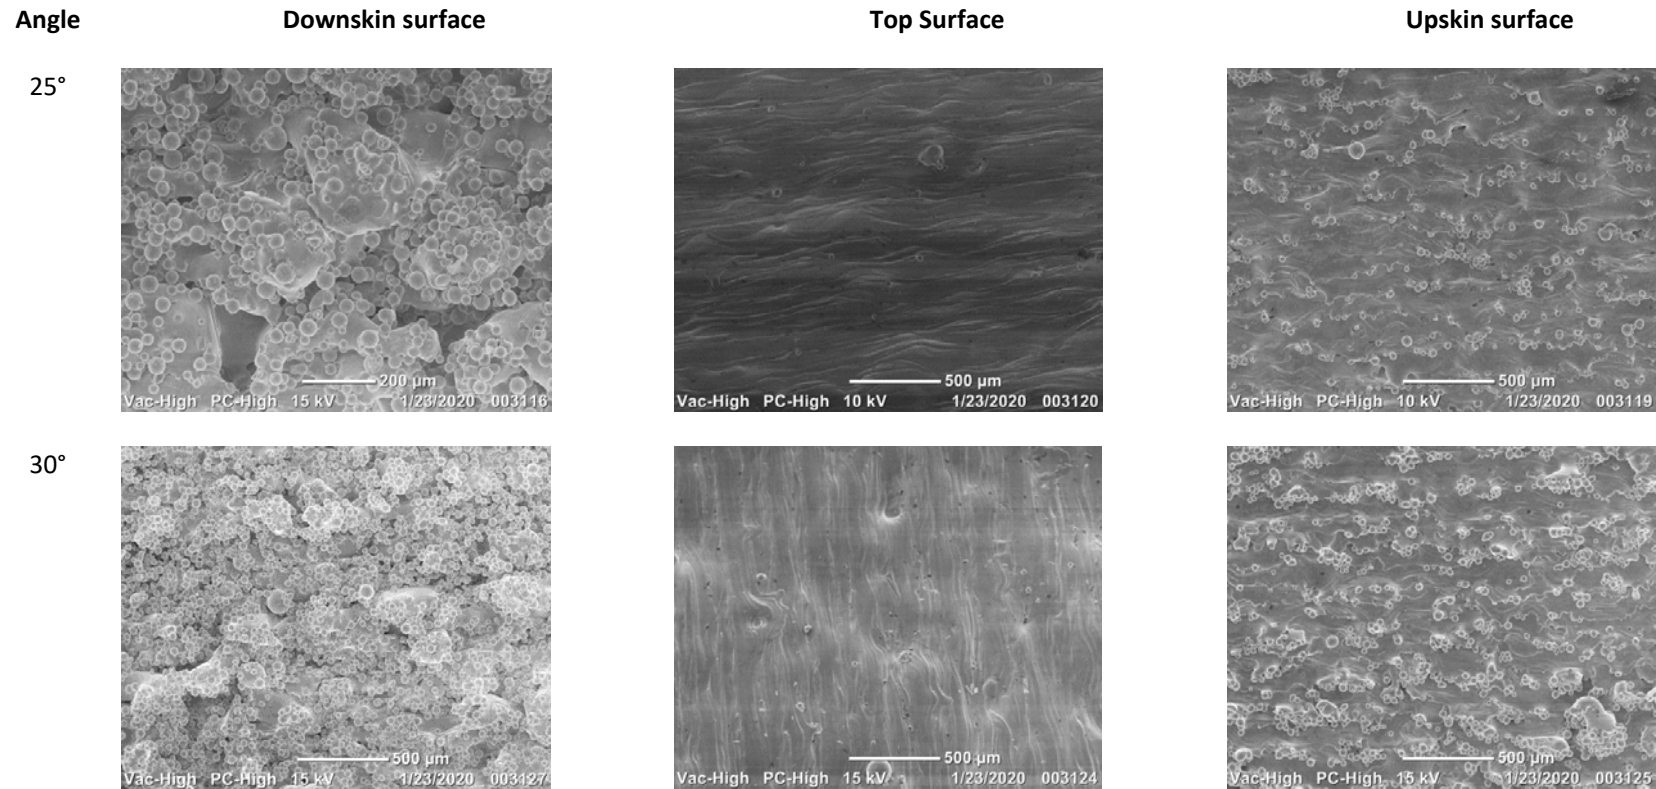 Angle Downskin surface Top Surface Upskin surface
25°
200 µm
Vac-High PC-High 15 kV 1/23/2020 003116
500 µm
Vac-High PC-High 10 kV 1/23/2020 003120
500 µm
Vac-High PC-High 10 kV 1/23/2020 003119
30°
500 µm
Vac-High PC-High 15 kV 1/23/2020 003127
500 µm
Vac-High PC-High 15 kV 1/23/2020 003124
500 µm
Vac-High PC-High 15 kV 1/23/2020 003125